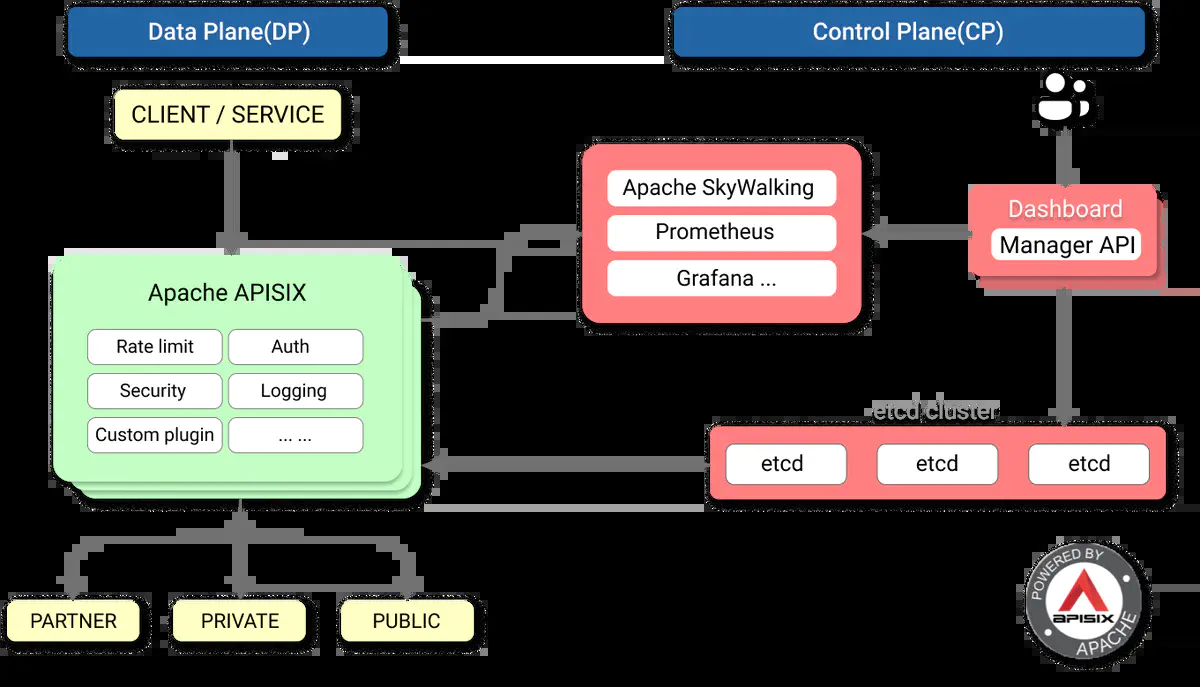 Data Plane(DP)
Control Plane(CP)
CLIENT / SERVICE
Apache SkyWalking
Prometheus
Grafana ...
Dashboard
Manager API
Apache APISIX
Rate limit
Auth
Security
Logging
Custom plugin
... ...
etcd cluster
etcd
etcd
etcd
PARTNER
PRIVATE
PUBLIC
POWERED BY
APISIX
APACHE